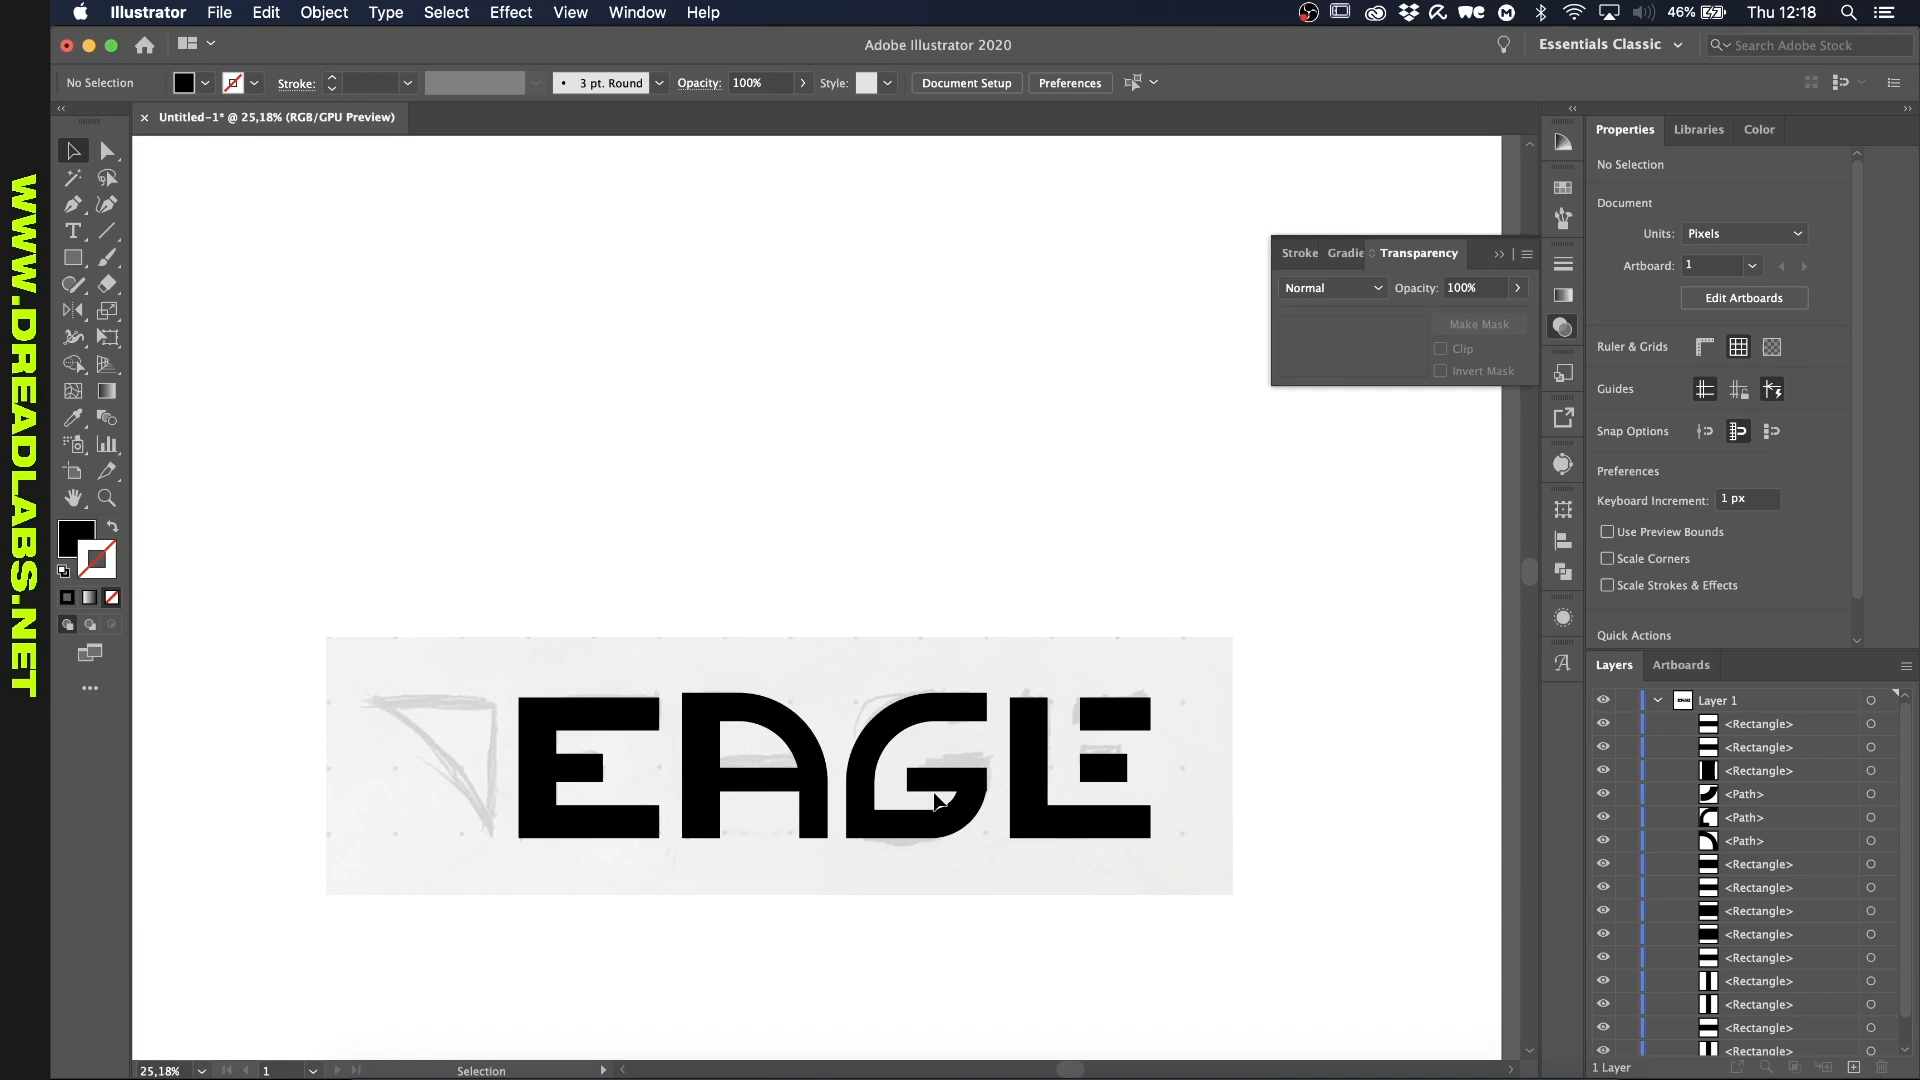 Illustrator File Edit Object Type Select Effect View Window Help
46% Thu 12:18
Adobe Illustrator 2020
Essentials Classic
Search Adobe Stock
No Selection
Stroke:
3 pt. Round
Opacity: 100%
Style:
Document Setup
Preferences
× Untitled-1* @ 25,18% (RGB/GPU Preview)
WWW.DREADLABS.NET
EAGLE
Stroke Gradie Transparency
Normal
Opacity: 100%
Make Mask
Clip
Invert Mask
Properties Libraries Color
No Selection
Document
Units: Pixels
Artboard: 1
Edit Artboards
Ruler & Grids
Guides
Snap Options
Preferences
Keyboard Increment: 1 px
Use Preview Bounds
Scale Corners
Scale Strokes & Effects
Quick Actions
Layers Artboards
Layer 1
<Rectangle>
<Rectangle>
<Rectangle>
<Path>
<Path>
<Path>
<Rectangle>
<Rectangle>
<Rectangle>
<Rectangle>
<Rectangle>
<Rectangle>
<Rectangle>
<Rectangle>
<Rectangle>
1 Layer
25,18%
1
Selection